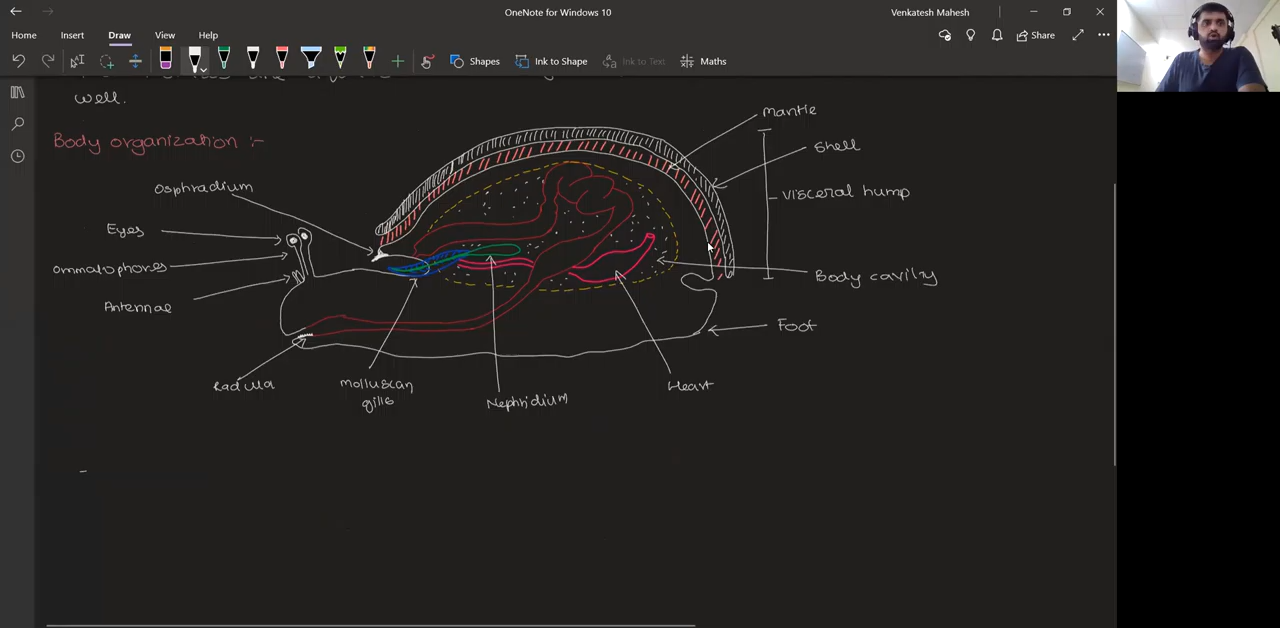 OneNote for Windows 10
Venkatesh Mahesh
Home Insert Draw View Help
Share
Shapes Ink to Shape Ink to Text Maths
well.
Body organization :-
Mantle
Shell
Visceral hump
Osphradium
Eyes
Ommatophores
Antennae
Body cavity
Foot
Radula
Molluscan
gills
Nephridium
Heart
-